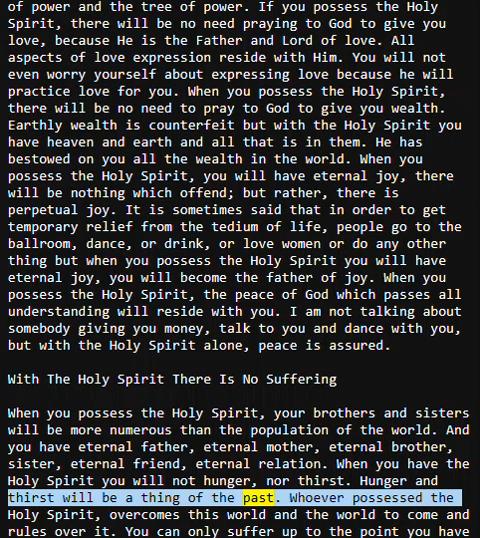 of power and the tree of power. If you possess the Holy
Spirit, there will be no need praying to God to give you
love, because He is the Father and Lord of love. All
aspects of love expression reside with Him. You will not
even worry yourself about expressing love because he will
practice love for you. When you possess the Holy Spirit,
there will be no need to pray to God to give you wealth.
Earthly wealth is counterfeit but with the Holy Spirit you
have heaven and earth and all that is in them. He has
bestowed on you all the wealth in the world. When you
possess the Holy Spirit, you will have eternal joy, there
will be nothing which offend; but rather, there is
perpetual joy. It is sometimes said that in order to get
temporary relief from the tedium of life, people go to the
ballroom, dance, or drink, or love women or do any other
thing but when you possess the Holy Spirit you will have
eternal joy, you will become the father of joy. When you
possess the Holy Spirit, the peace of God which passes all
understanding will reside with you. I am not talking about
somebody giving you money, talk to you and dance with you,
but with the Holy Spirit alone, peace is assured.
With The Holy Spirit There Is No Suffering
When you possess the Holy Spirit, your brothers and sisters
will be more numerous than the population of the world. And
you have eternal father, eternal mother, eternal brother,
sister, eternal friend, eternal relation. When you have the
Holy Spirit you will not hunger, nor thirst. Hunger and
thirst will be a thing of the past. Whoever possessed the
Holy Spirit, overcomes this world and the world to come and
rules over it. You can only suffer up to the point you have